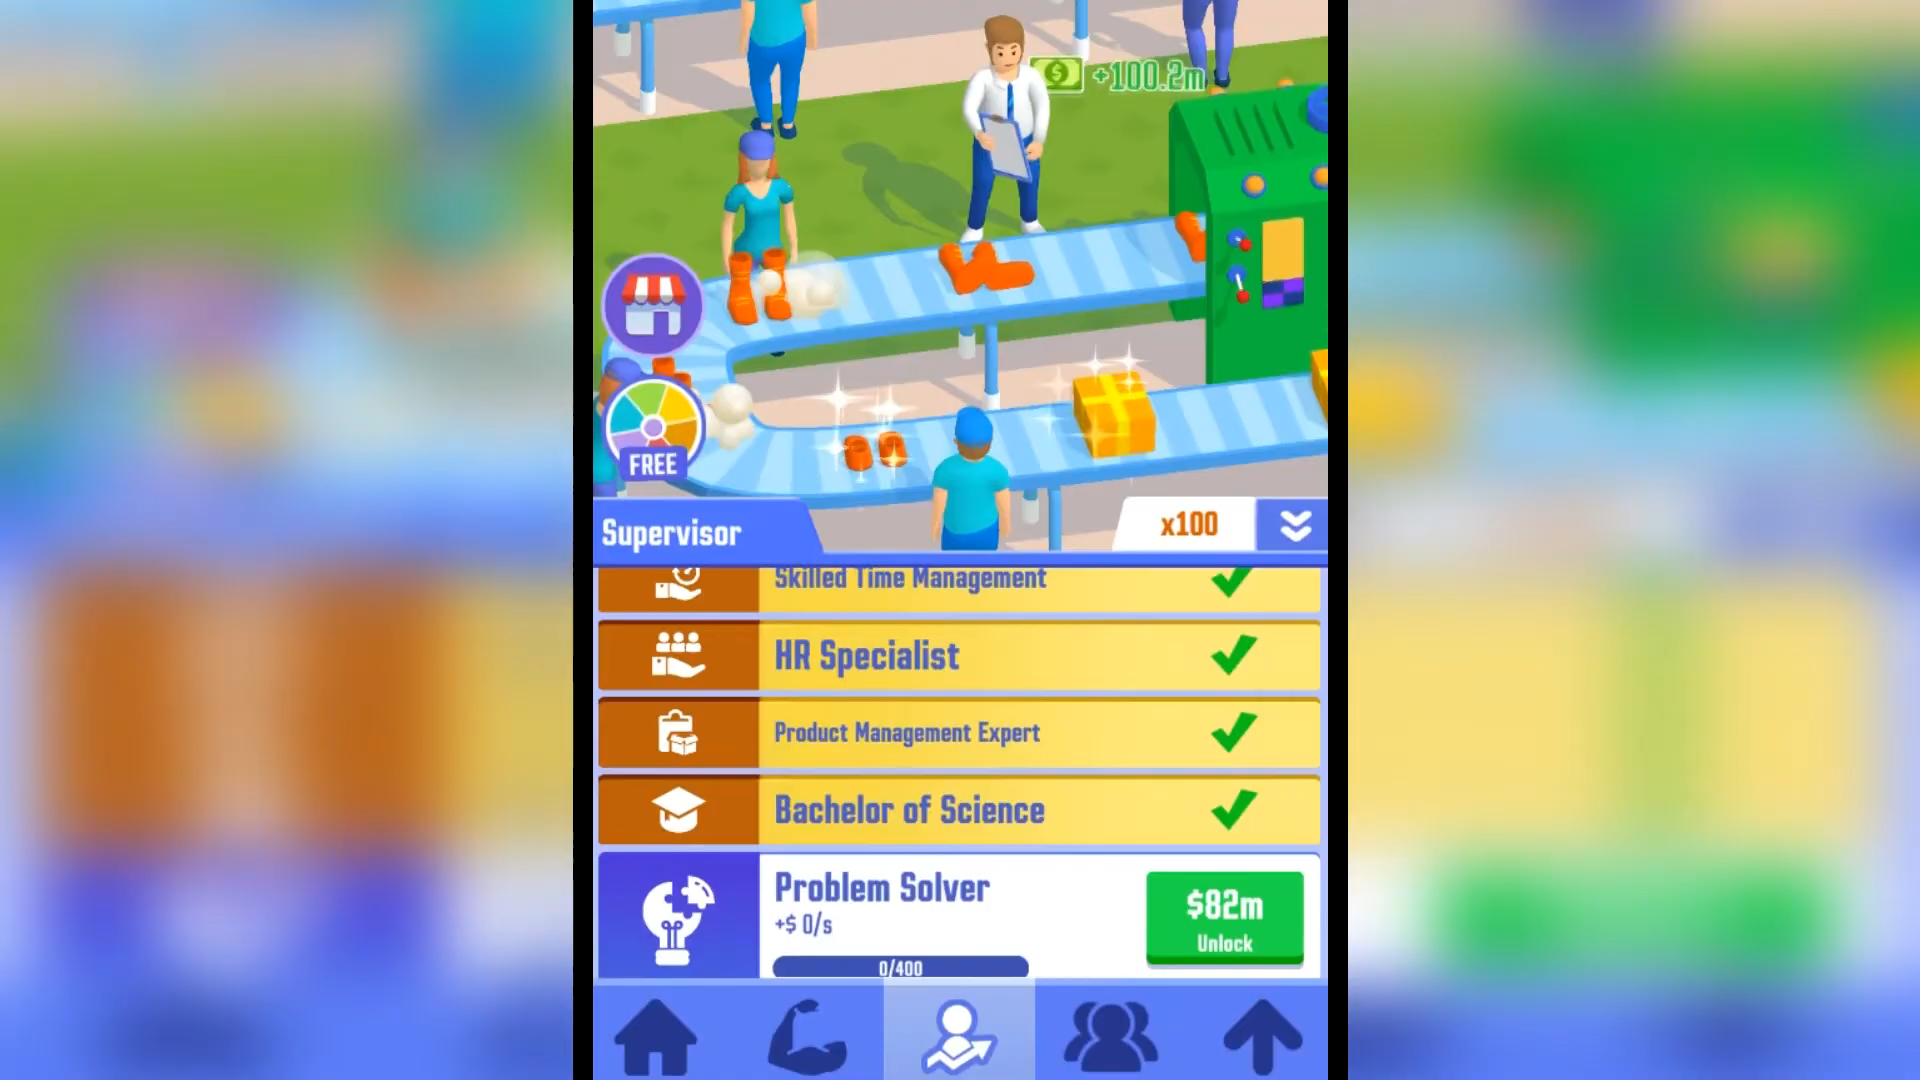 +100.2m
FREE
Supervisor
x100
Skilled Time Management
HR Specialist
Product Management Expert
Bachelor of Science
Problem Solver
+$ 0/s
0/400
$82m
Unlock